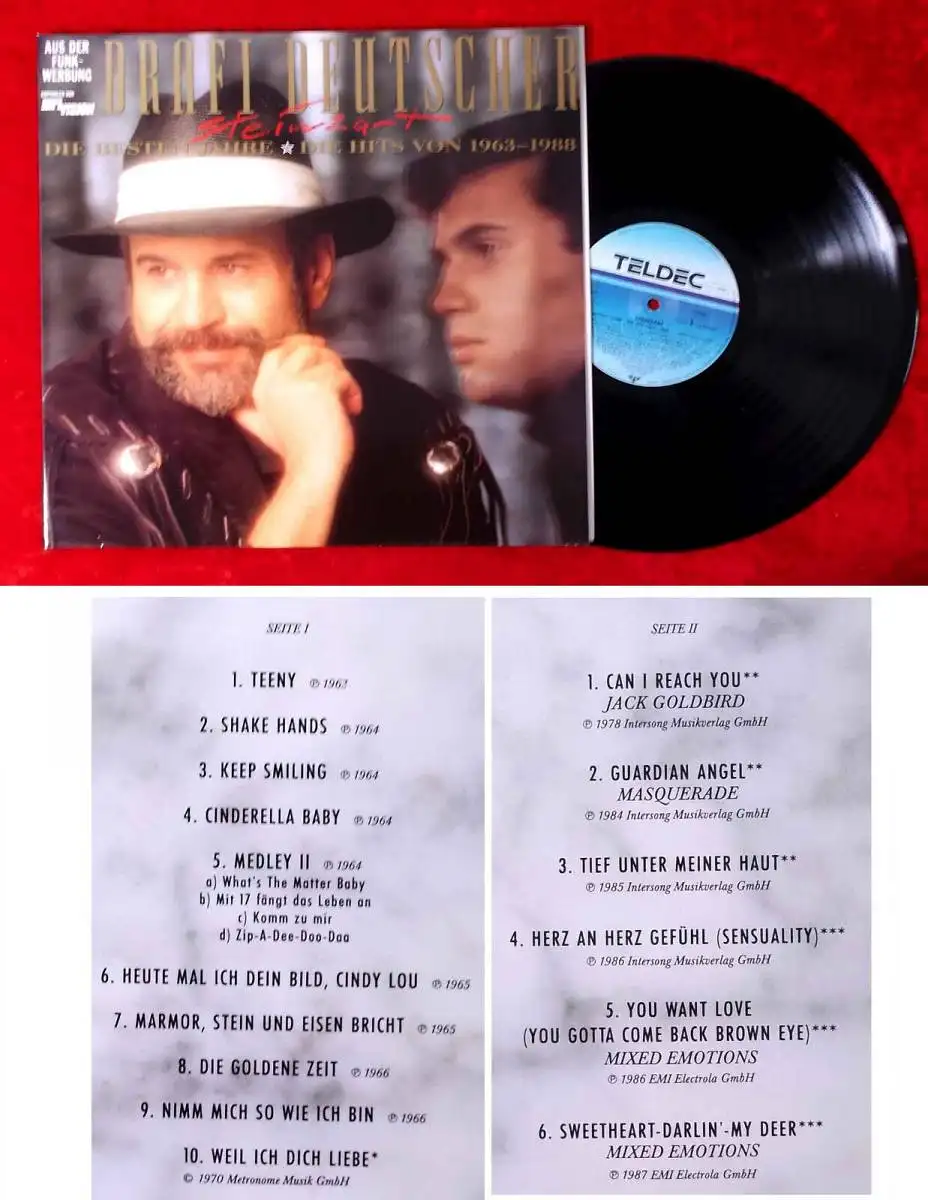 AUS DER
FUNK-
WERBUNG
DRAFI DEUTSCHER
steinzart
DIE BESTEN JAHRE ★ DIE HITS VON 1963–1988
TELDEC
SEITE I
1. TEENY ℗ 1963
2. SHAKE HANDS ℗ 1964
3. KEEP SMILING ℗ 1964
4. CINDERELLA BABY ℗ 1964
5. MEDLEY II ℗ 1964
a) What's The Matter Baby
b) Mit 17 fängt das Leben an
c) Komm zu mir
d) Zip-A-Dee-Doo-Daa
6. HEUTE MAL ICH DEIN BILD, CINDY LOU ℗ 1965
7. MARMOR, STEIN UND EISEN BRICHT ℗ 1965
8. DIE GOLDENE ZEIT ℗ 1966
9. NIMM MICH SO WIE ICH BIN ℗ 1966
10. WEIL ICH DICH LIEBE*
© 1970 Metronome Musik GmbH
SEITE II
1. CAN I REACH YOU**
JACK GOLDBIRD
℗ 1978 Intersong Musikverlag GmbH
2. GUARDIAN ANGEL**
MASQUERADE
℗ 1984 Intersong Musikverlag GmbH
3. TIEF UNTER MEINER HAUT**
℗ 1985 Intersong Musikverlag GmbH
4. HERZ AN HERZ GEFÜHL (SENSUALITY)***
℗ 1986 Intersong Musikverlag GmbH
5. YOU WANT LOVE
(YOU GOTTA COME BACK BROWN EYE)***
MIXED EMOTIONS
℗ 1986 EMI Electrola GmbH
6. SWEETHEART-DARLIN'-MY DEER***
MIXED EMOTIONS
℗ 1987 EMI Electrola GmbH